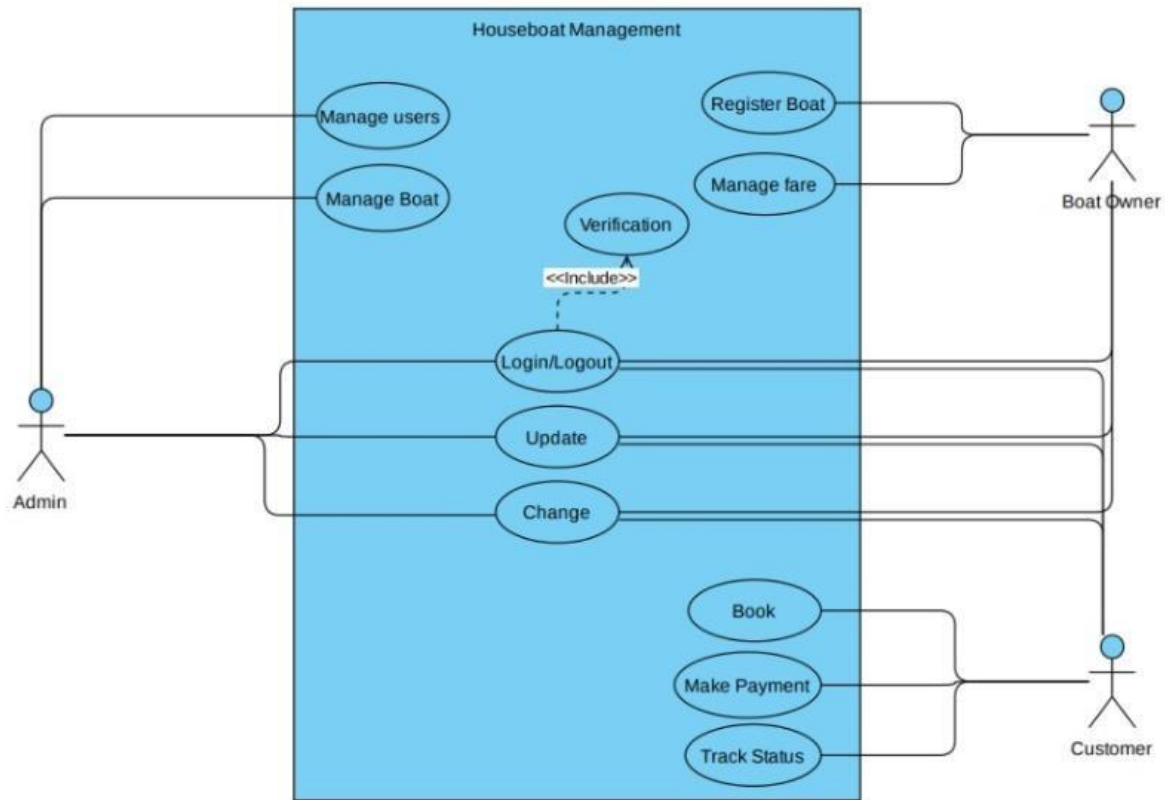 Houseboat Management
Manage users
Register Boat
Manage Boat
Manage fare
Boat Owner
Verification
<<Include>>
Login/Logout
Update
Admin
Change
Book
Make Payment
Track Status
Customer